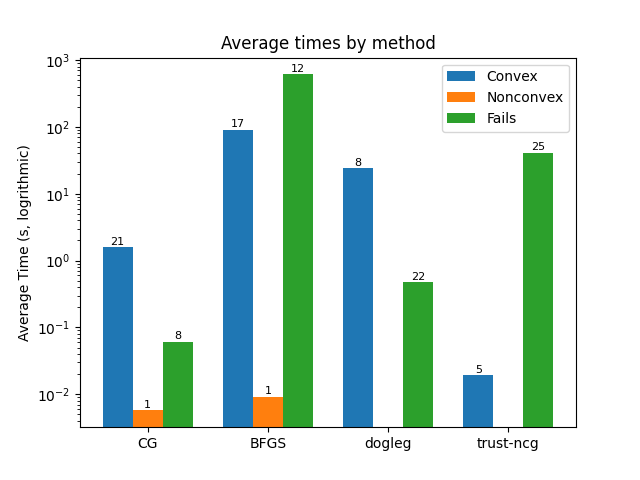 Average times by method
Average Time (s, logrithmic)
10³
10²
10¹
10⁰
10⁻¹
10⁻²
Convex
Nonconvex
Fails
21
1
8
17
1
12
8
22
5
25
CG
BFGS
dogleg
trust-ncg